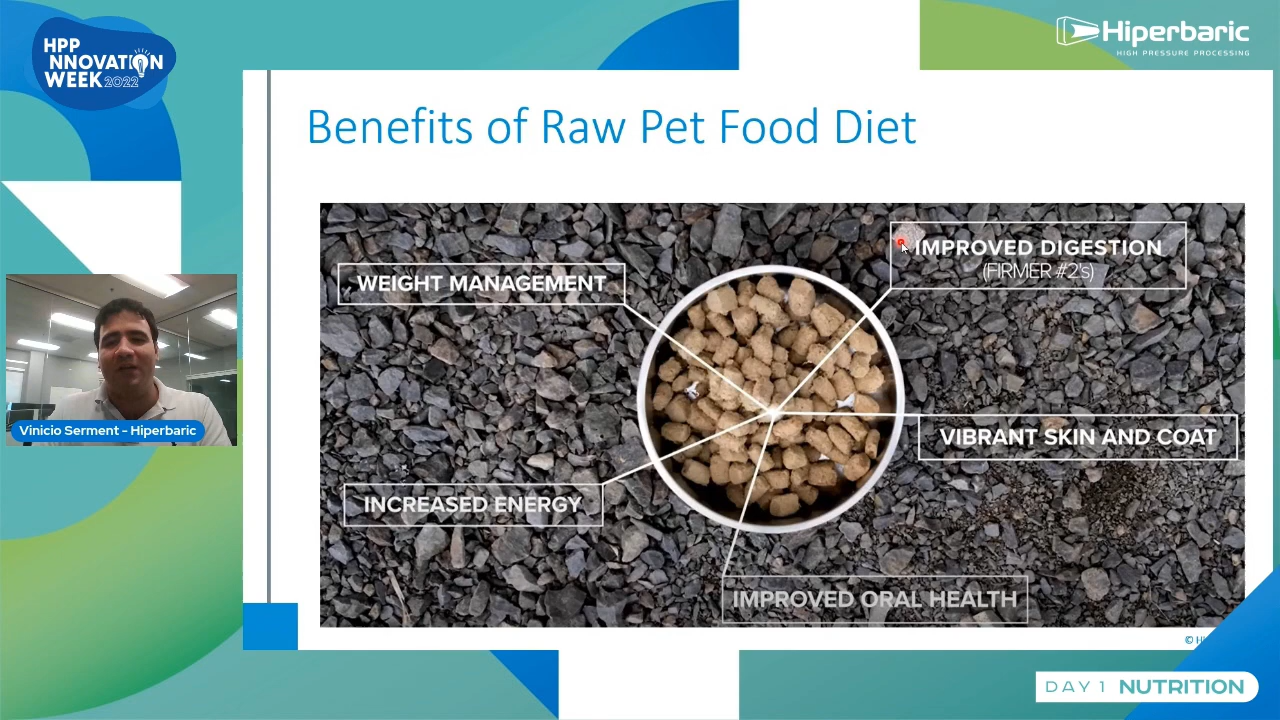 HPP
NNOVATION
WEEK 2022
Hiperbaric
HIGH PRESSURE PROCESSING
Benefits of Raw Pet Food Diet
WEIGHT MANAGEMENT
IMPROVED DIGESTION
(FIRMER #2's)
VIBRANT SKIN AND COAT
INCREASED ENERGY
IMPROVED ORAL HEALTH
Vinicio Serment – Hiperbaric
DAY 1 NUTRITION